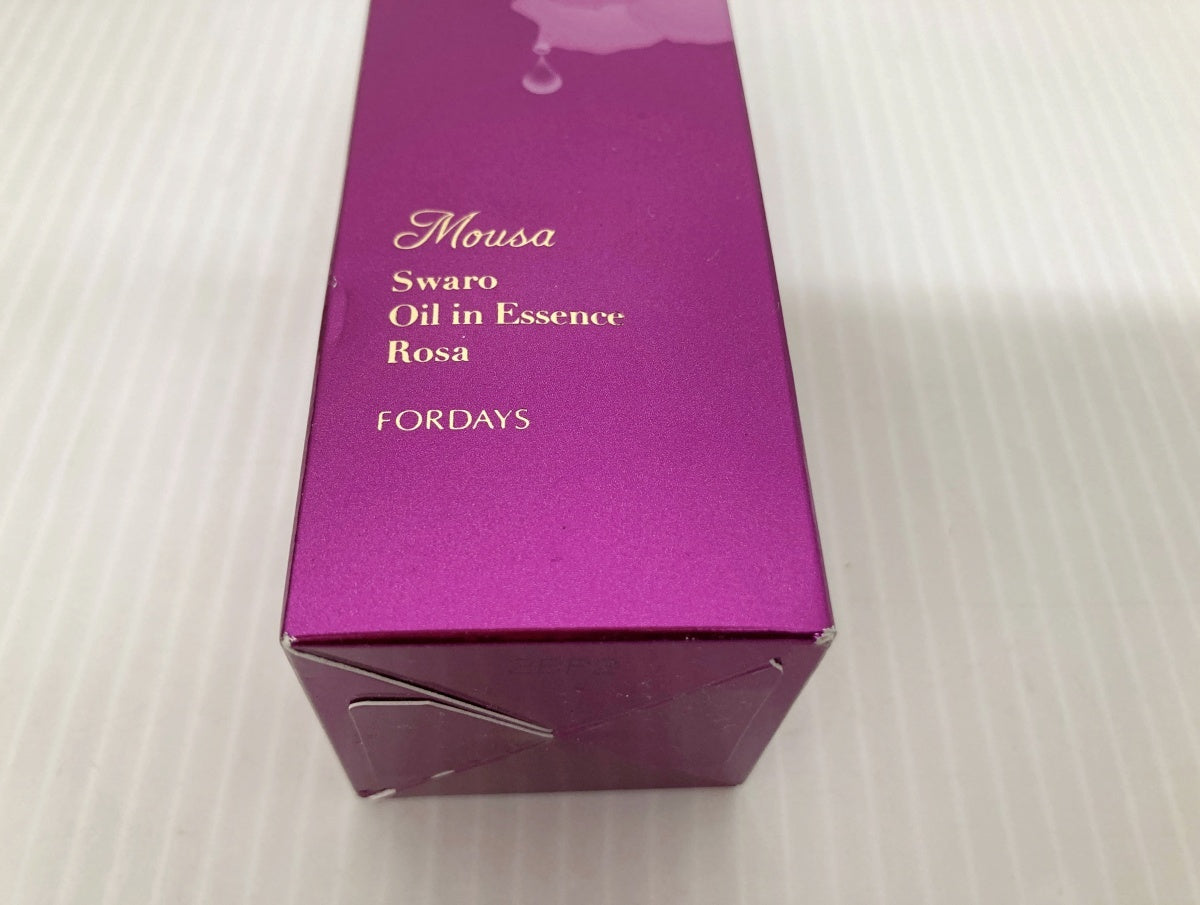 Mousa
Swaro
Oil in Essence
Rosa
FORDAYS